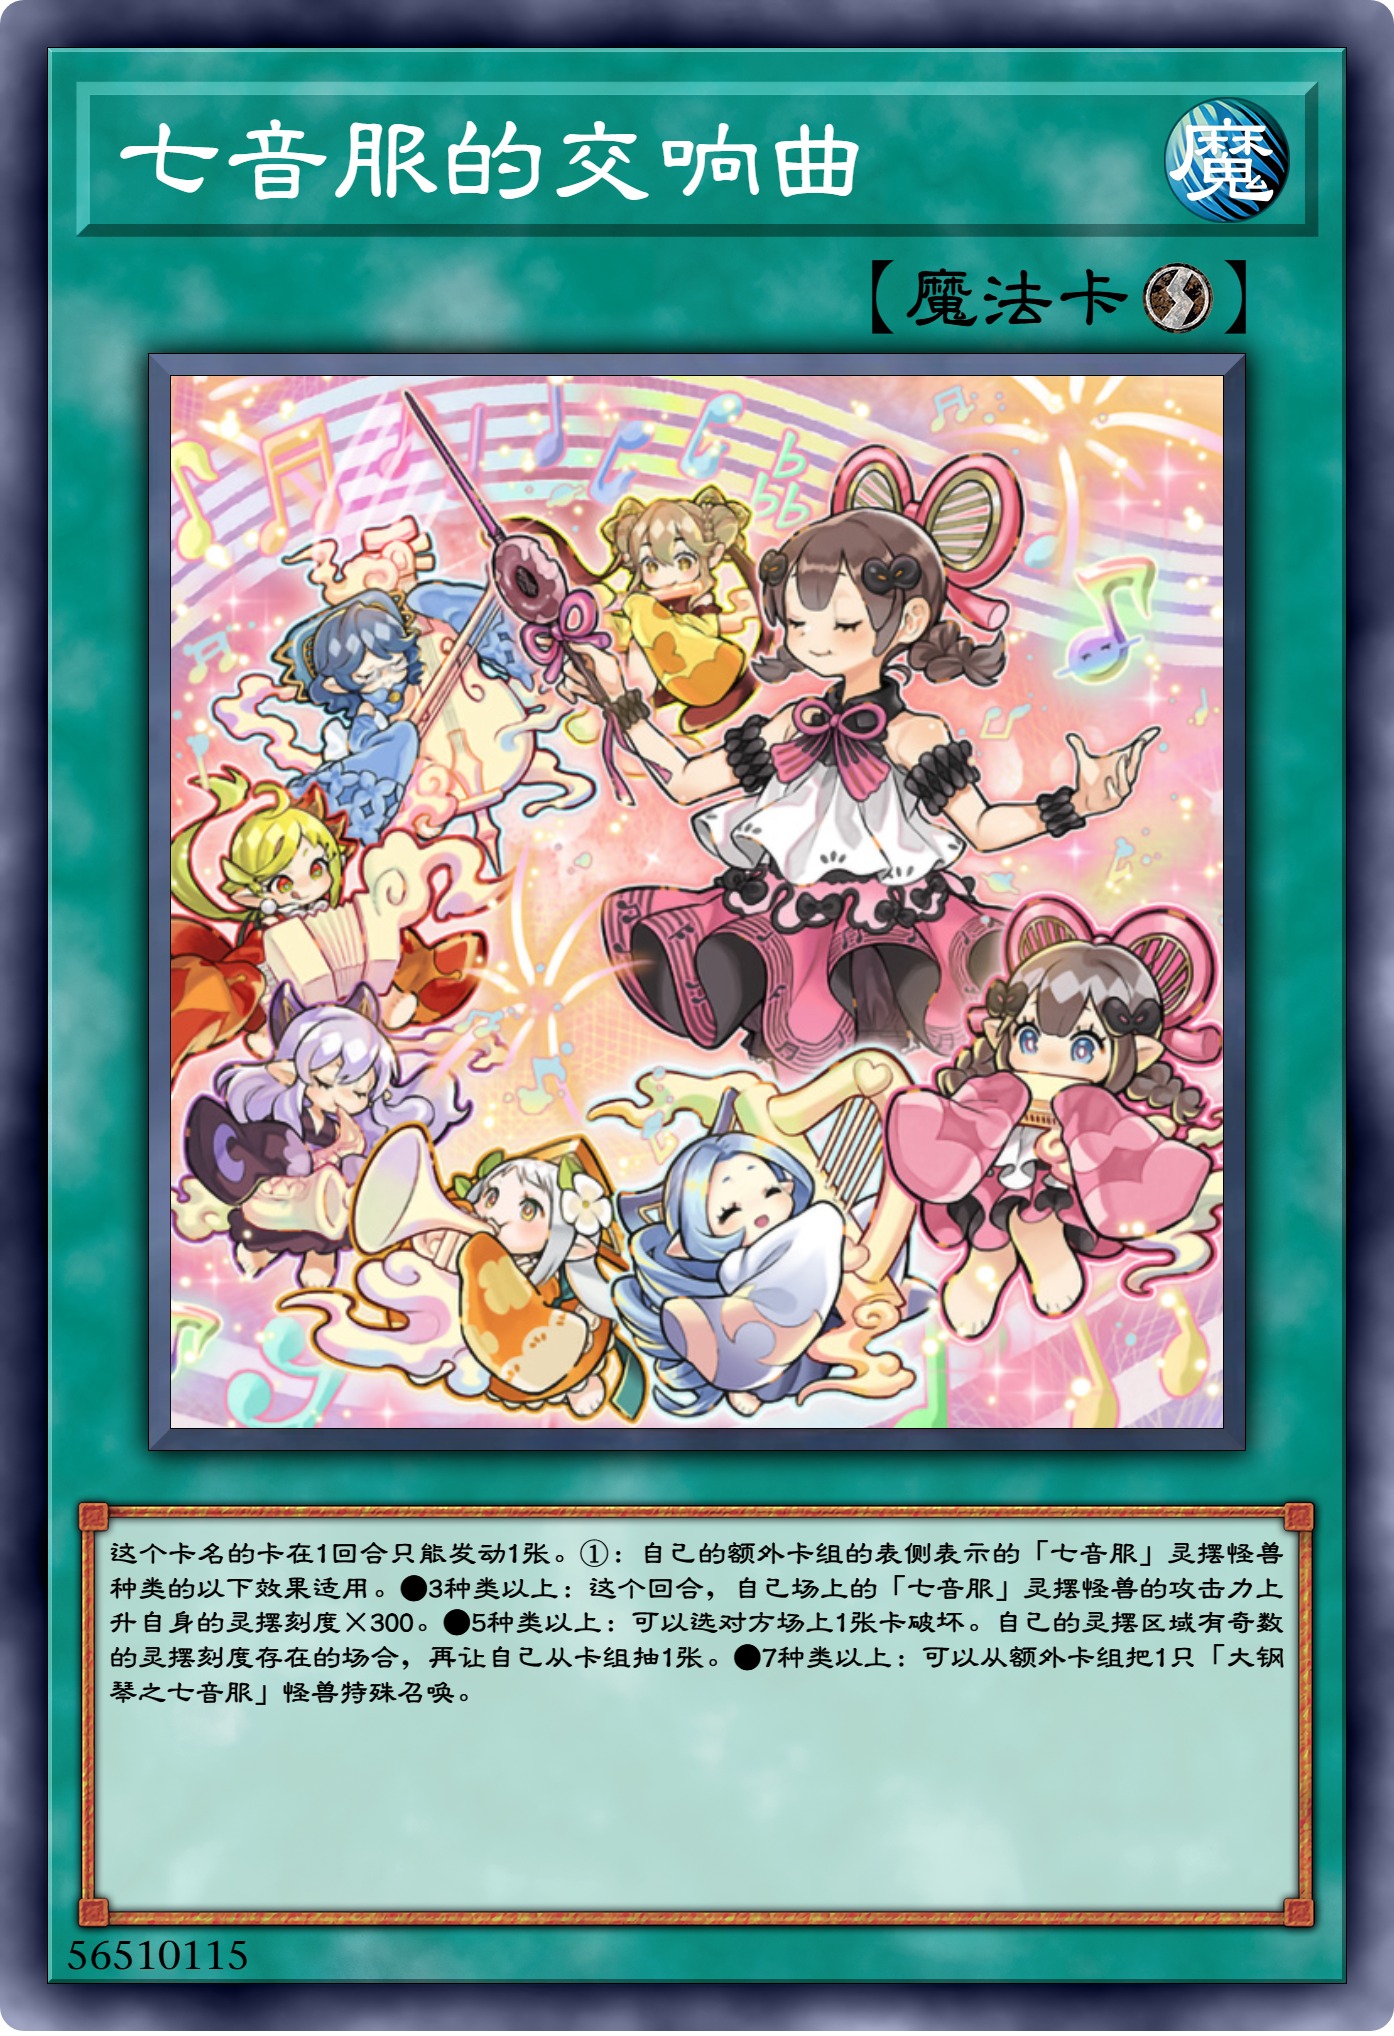 七音服的交响曲
魔
【魔法卡】
这个卡名的卡在1回合只能发动1张。①：自己的额外卡组的表侧表示的「七音服」灵摆怪兽
种类的以下效果适用。●3种类以上：这个回合，自己场上的「七音服」灵摆怪兽的攻击力上
升自身的灵摆刻度×300。●5种类以上：可以选对方场上1张卡破坏。自己的灵摆区域有奇数
的灵摆刻度存在的场合，再让自己从卡组抽1张。●7种类以上：可以从额外卡组把1只「大钢
琴之七音服」怪兽特殊召唤。
56510115